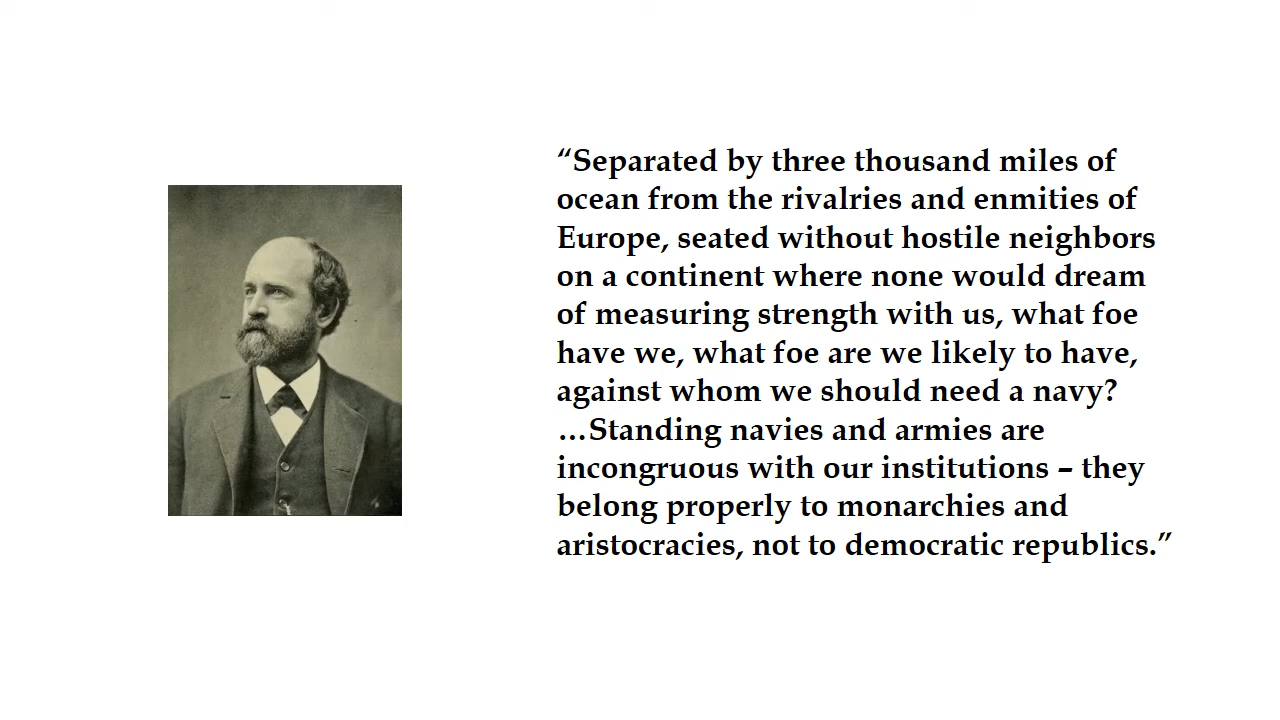 “Separated by three thousand miles of
ocean from the rivalries and enmities of
Europe, seated without hostile neighbors
on a continent where none would dream
of measuring strength with us, what foe
have we, what foe are we likely to have,
against whom we should need a navy?
…Standing navies and armies are
incongruous with our institutions – they
belong properly to monarchies and
aristocracies, not to democratic republics.”